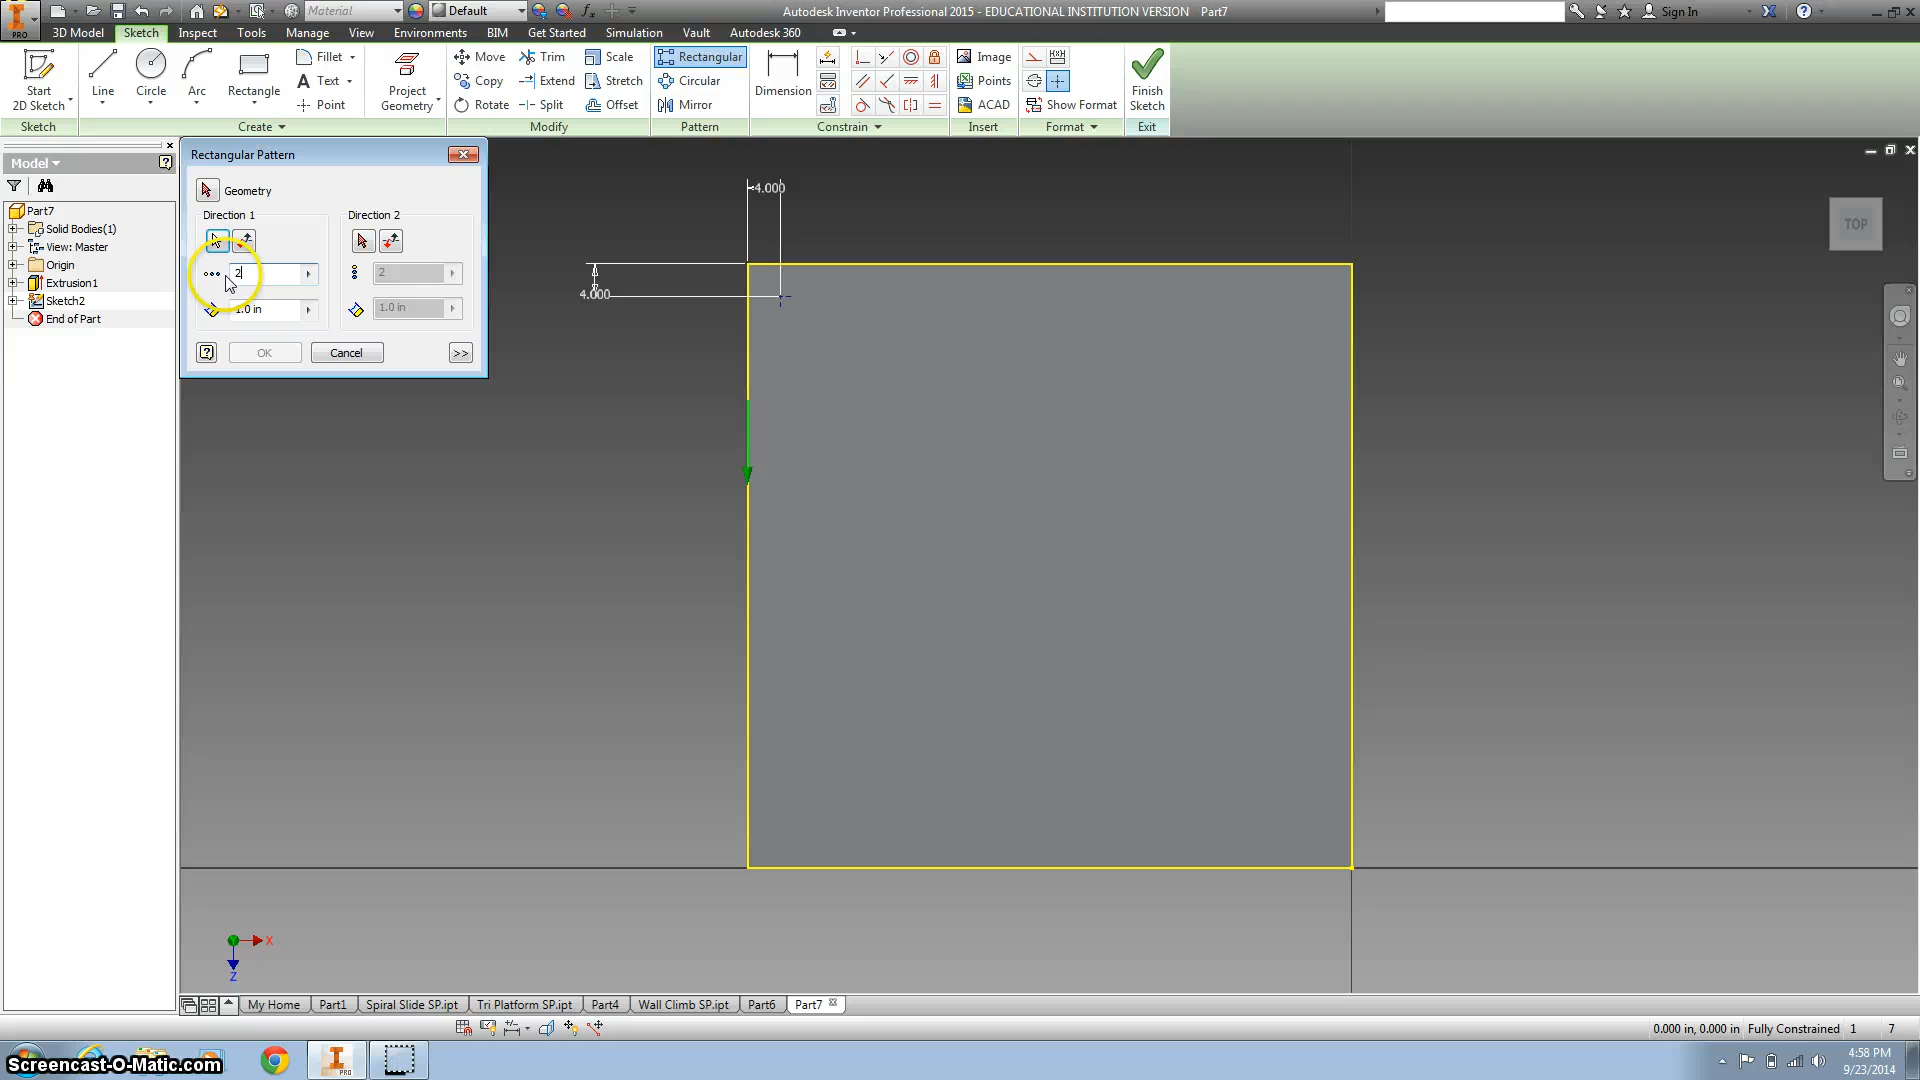 Material
Default
Autodesk Inventor Professional 2015 - EDUCATIONAL INSTITUTION VERSION Part7
Sign In
PRO
3D Model Sketch Inspect Tools Manage View Environments BIM Get Started Simulation Vault Autodesk 360
Start
2D Sketch
Line
Circle
Arc
Rectangle
Fillet
Text
Point
Project
Geometry
Move
Copy
Rotate
Trim
Extend
Split
Scale
Stretch
Offset
Rectangular
Circular
Mirror
Dimension
Image
Points
ACAD
Show Format
Finish
Sketch
Sketch
Create
Modify
Pattern
Constrain
Insert
Format
Exit
Model
Part7
Solid Bodies(1)
View: Master
Origin
Extrusion1
Sketch2
End of Part
Rectangular Pattern
Geometry
Direction 1
Direction 2
2
2
1.0 in
1.0 in
OK
Cancel
>>
4.000
4.000
TOP
X
Z
My Home Part1 Spiral Slide SP.ipt Tri Platform SP.ipt Part4 Wall Climb SP.ipt Part6 Part7
0.000 in, 0.000 in Fully Constrained 1 7
PRO
4:58 PM
9/23/2014
Screencast-O-Matic.com